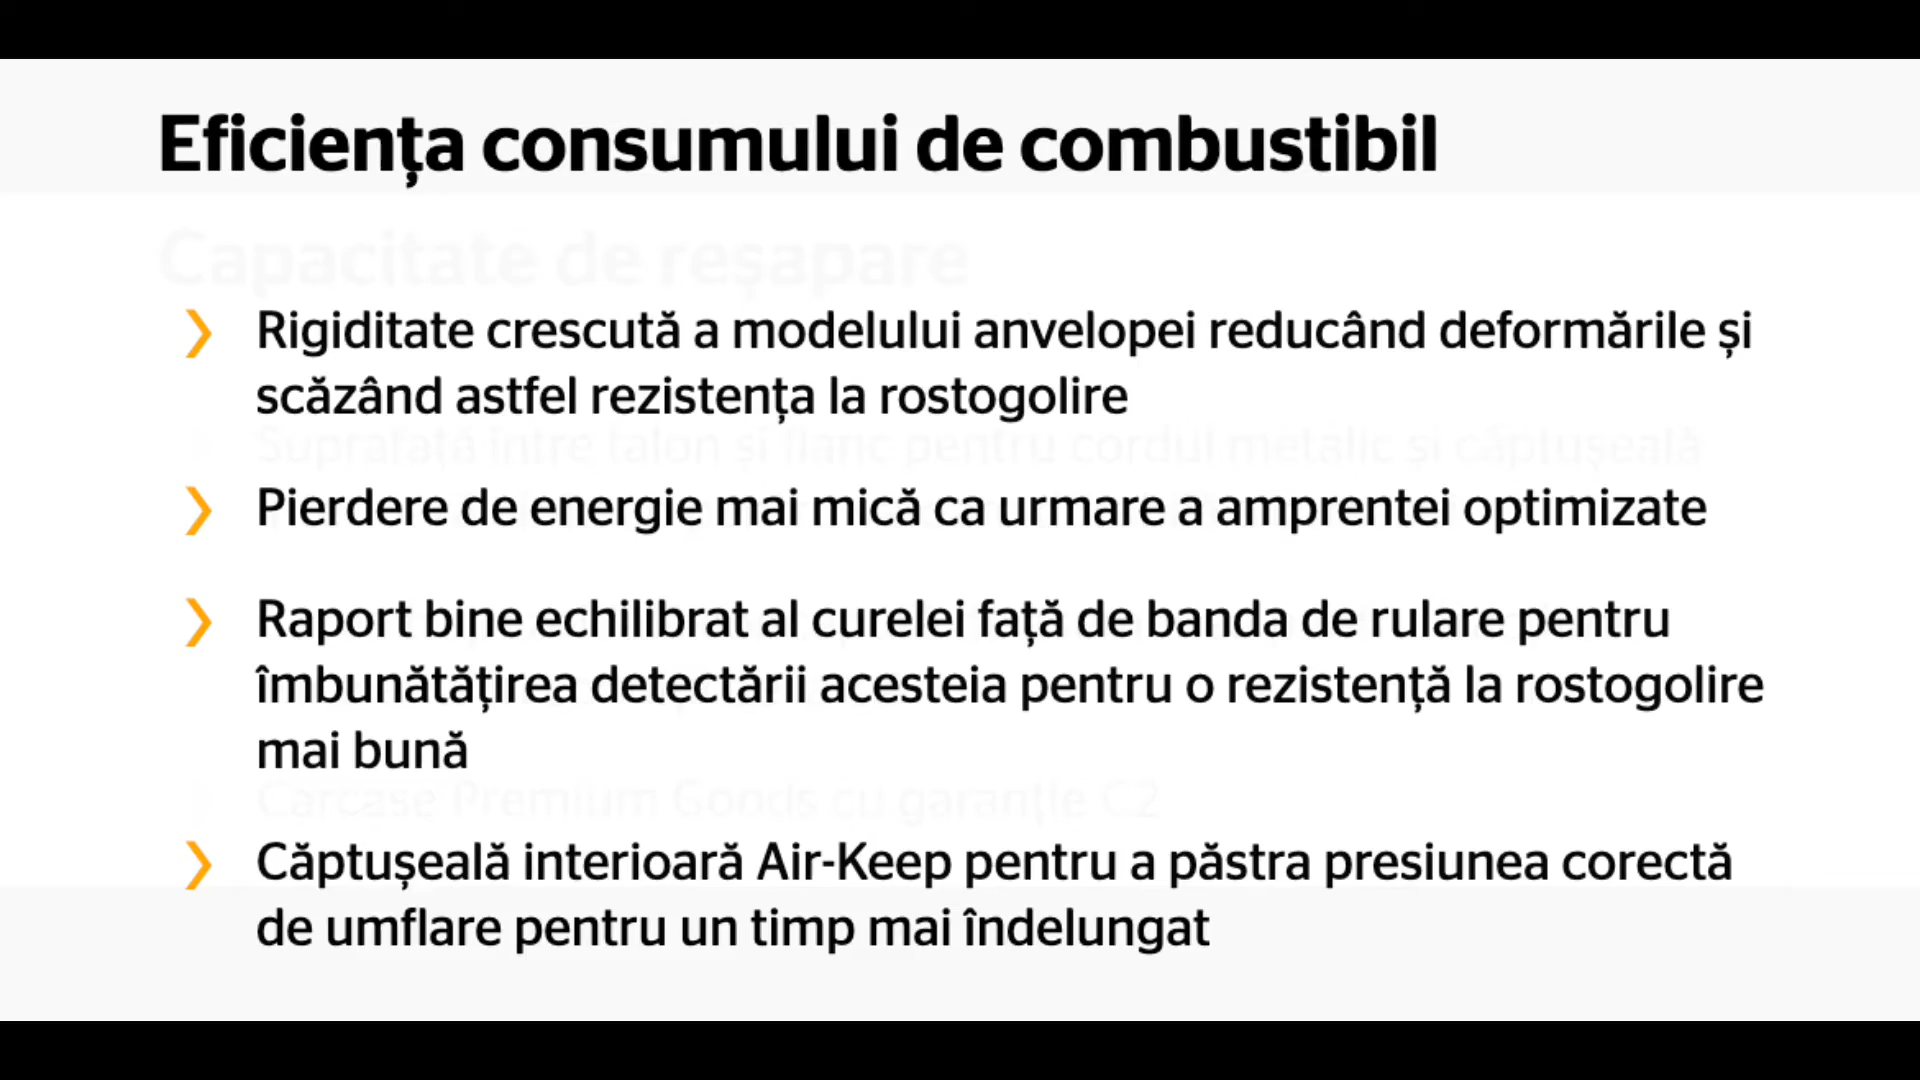 Eficiența consumului de combustibil
Capacitate de reșapare
Rigiditate crescută a modelului anvelopei reducând deformările și
scăzând astfel rezistența la rostogolire
Suprafață între talon și flanc pentru cordul metalic și căptușeală
Pierdere de energie mai mică ca urmare a amprentei optimizate
Raport bine echilibrat al curelei față de banda de rulare pentru
îmbunătățirea detectării acesteia pentru o rezistență la rostogolire
mai bună
Carcase Premium Goods cu garanție C2
Căptușeală interioară Air-Keep pentru a păstra presiunea corectă
de umflare pentru un timp mai îndelungat